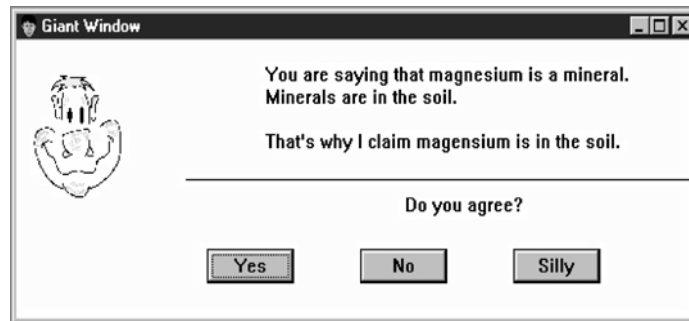 Giant Window
You are saying that magnesium is a mineral.
Minerals are in the soil.
That's why I claim magensium is in the soil.
Do you agree?
Yes No Silly